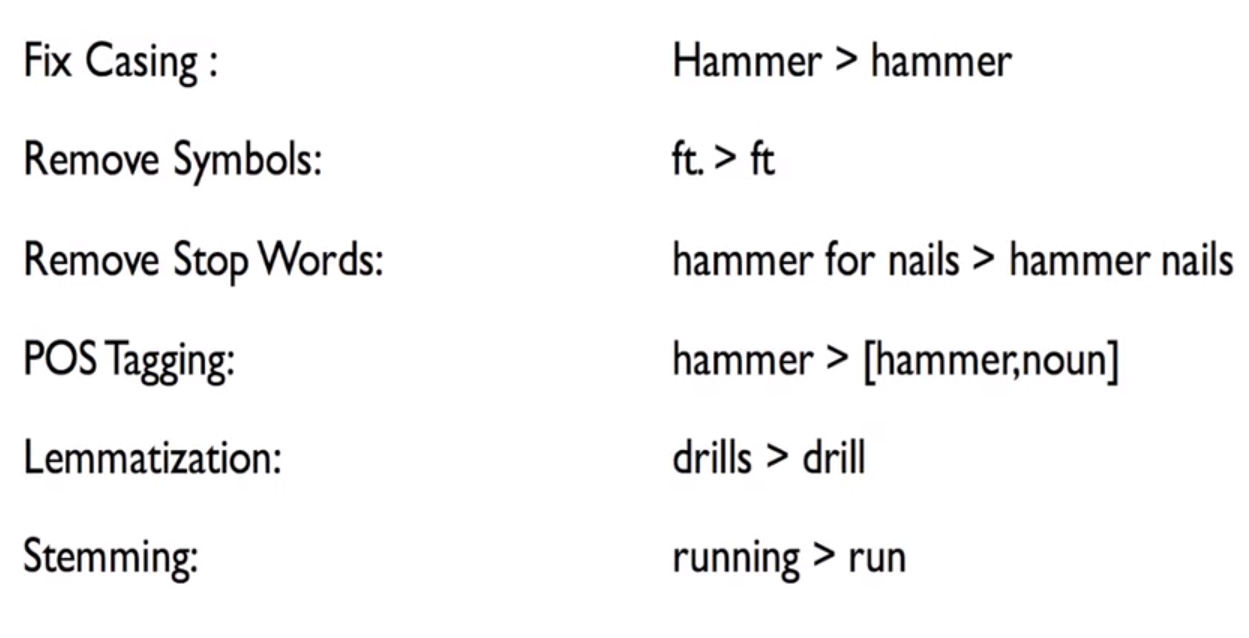 Fix Casing : Hammer > hammer
Remove Symbols: ft. > ft
Remove Stop Words: hammer for nails > hammer nails
POS Tagging: hammer > [hammer,noun]
Lemmatization: drills > drill
Stemming: running > run